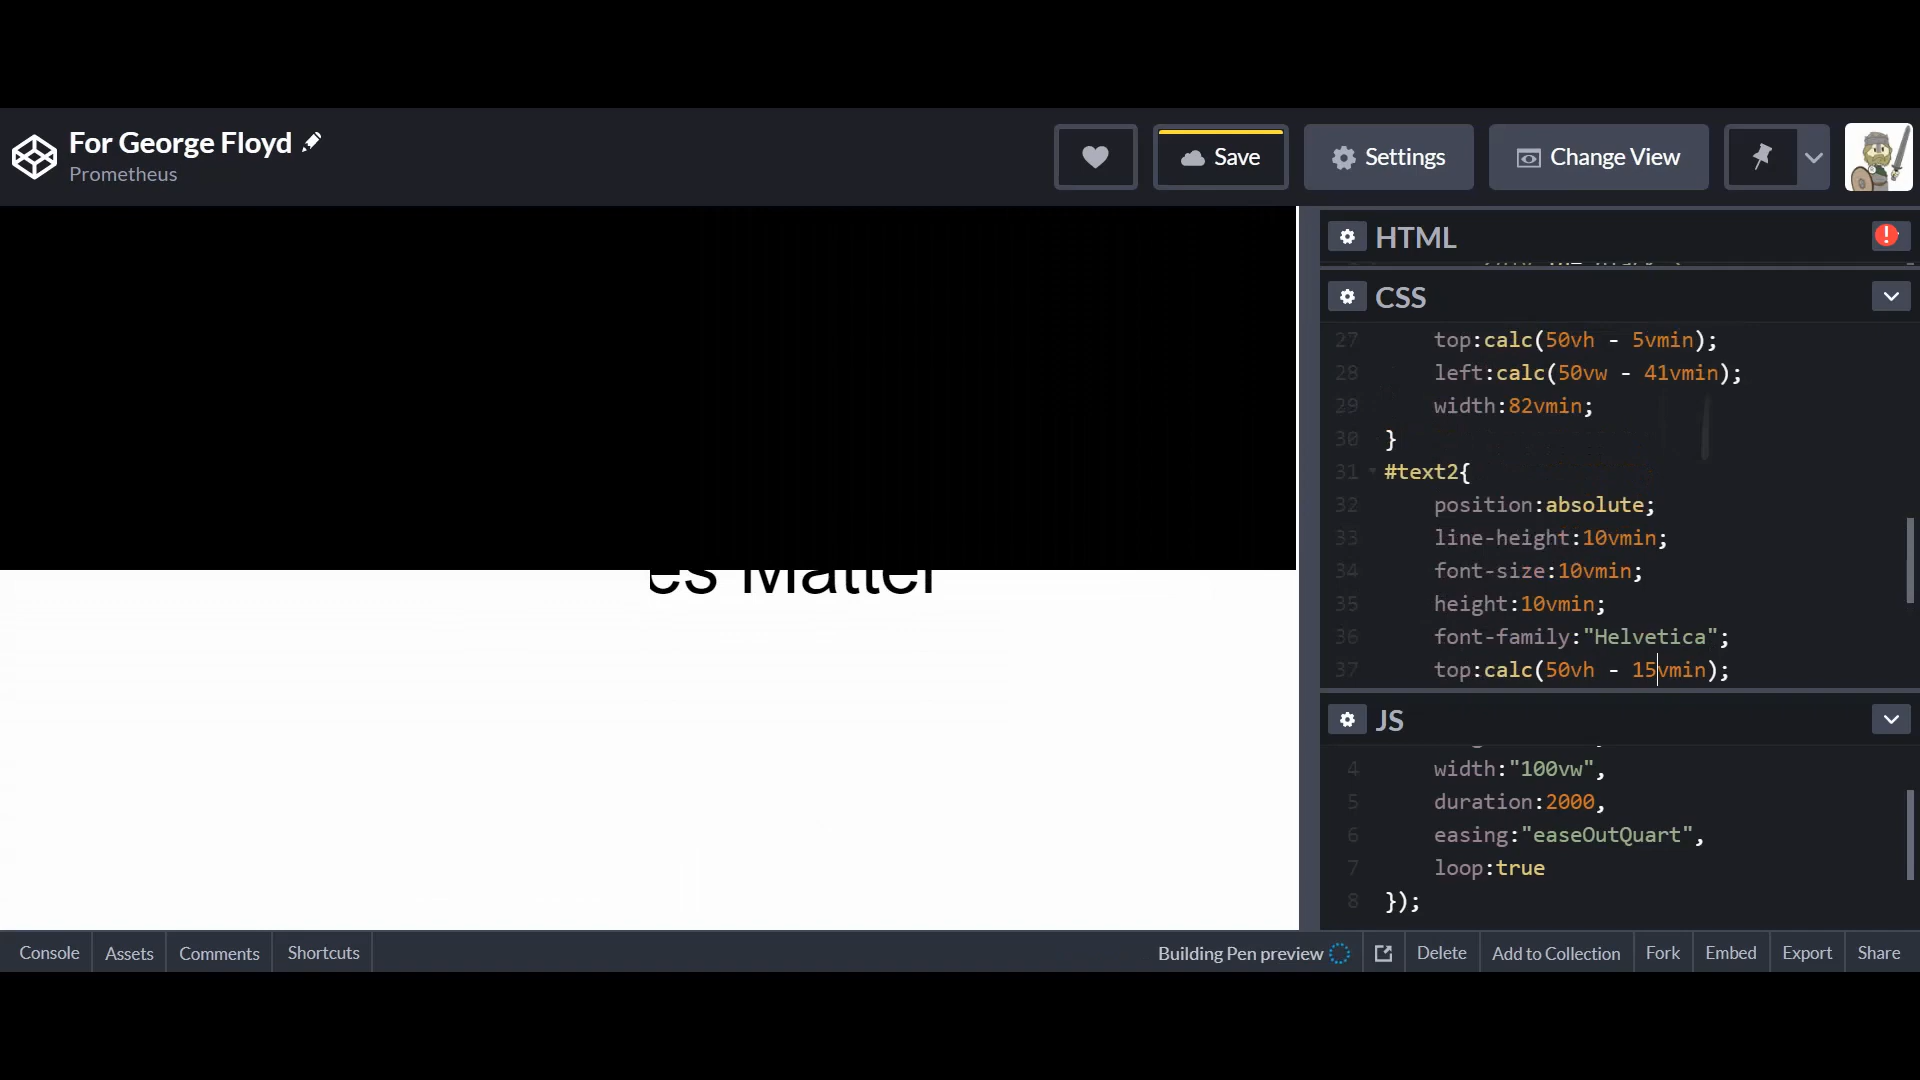 For George Floyd
Prometheus
Save
Settings
Change View
HTML
CSS
27 top:calc(50vh - 5vmin);
28 left:calc(50vw - 41vmin);
29 width:82vmin;
30 }
31 #text2{
32 position:absolute;
33 line-height:10vmin;
34 font-size:10vmin;
35 height:10vmin;
36 font-family:"Helvetica";
37 top:calc(50vh - 15vmin);
es Matter
JS
4 width:"100vw",
5 duration:2000,
6 easing:"easeOutQuart",
7 loop:true
8 });
Console
Assets
Comments
Shortcuts
Building Pen preview
Delete
Add to Collection
Fork
Embed
Export
Share